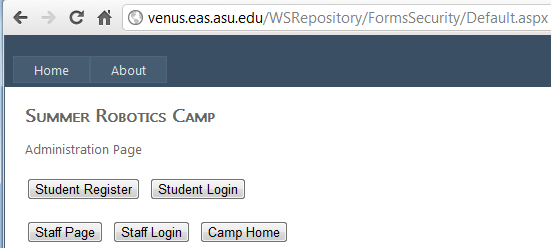 venus.eas.asu.edu/WSRepository/FormsSecurity/Default.aspx
Home About
Summer Robotics Camp
Administration Page
Student Register Student Login
Staff Page Staff Login Camp Home